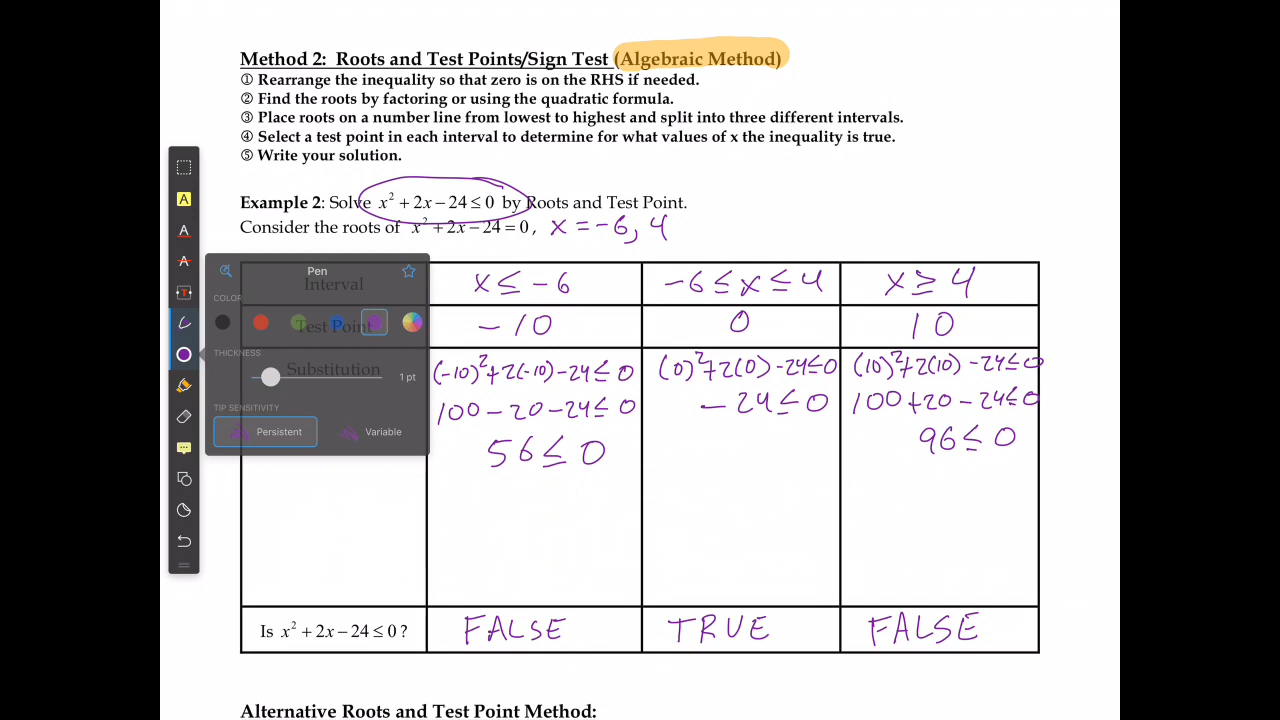 Method 2: Roots and Test Points/Sign Test (Algebraic Method)
① Rearrange the inequality so that zero is on the RHS if needed.
② Find the roots by factoring or using the quadratic formula.
③ Place roots on a number line from lowest to highest and split into three different intervals.
④ Select a test point in each interval to determine for what values of x the inequality is true.
⑤ Write your solution.
Example 2: Solve x² + 2x − 24 ≤ 0 by Roots and Test Point.
Consider the roots of x² + 2x − 24 = 0, x = −6, 4
Pen
Interval x ≤ −6 −6 ≤ x ≤ 4 x ≥ 4
COLOR
Test Point −10 0 10
THICKNESS
Substitution (−10)² + 2(−10) − 24 ≤ 0 (0)² + 2(0) − 24 ≤ 0 (10)² + 2(10) − 24 ≤ 0
1 pt
100 − 20 − 24 ≤ 0 − 24 ≤ 0 100 + 20 − 24 ≤ 0
TIP SENSITIVITY
Persistent Variable
56 ≤ 0 96 ≤ 0
Is x² + 2x − 24 ≤ 0 ? FALSE TRUE FALSE
Alternative Roots and Test Point Method:
A
A
A
T